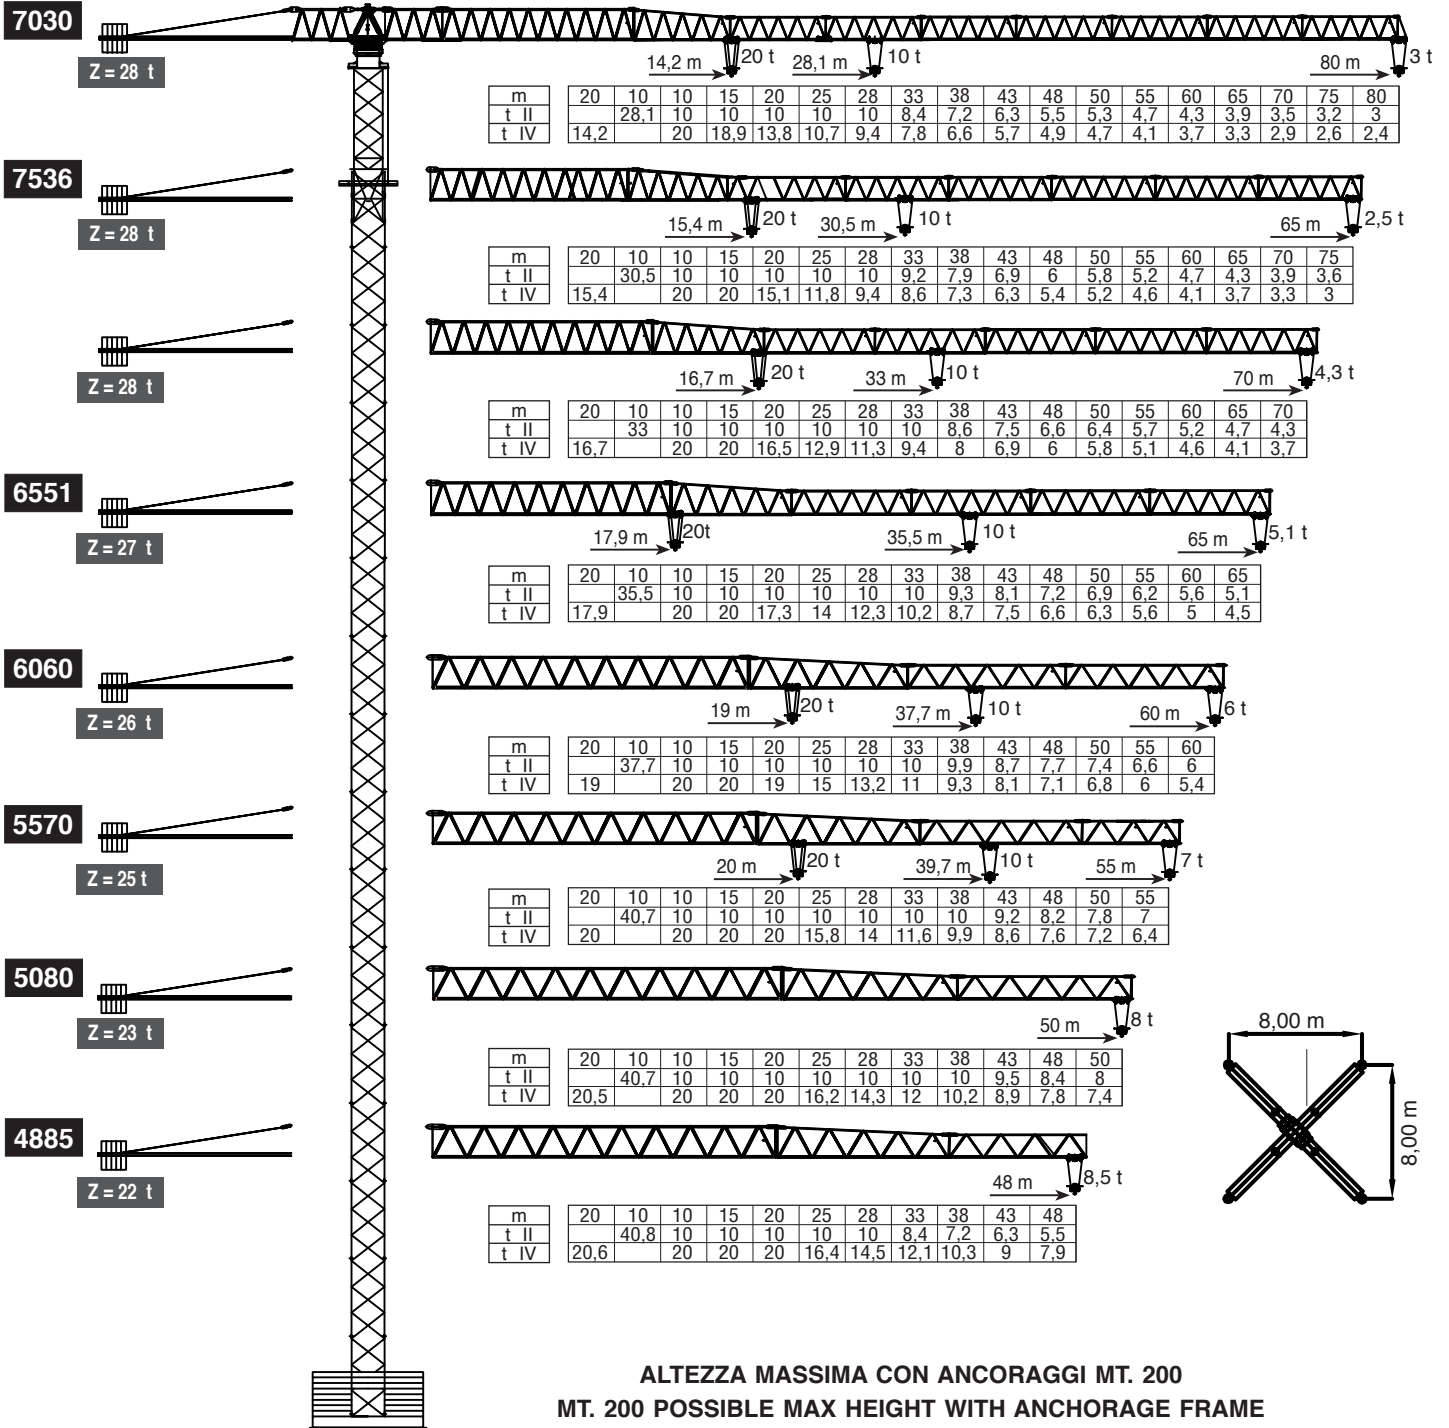 7030
Z = 28 t
14,2 m 20 t 28,1 m 10 t 80 m 3 t
m 20 10 10 15 20 25 28 33 38 43 48 50 55 60 65 70 75 80
t II 28,1 10 10 10 10 10 8,4 7,2 6,3 5,5 5,3 4,7 4,3 3,9 3,5 3,2 3
t IV 14,2 20 18,9 13,8 10,7 9,4 7,8 6,6 5,7 4,9 4,7 4,1 3,7 3,3 2,9 2,6 2,4
7536
Z = 28 t
15,4 m 20 t 30,5 m 10 t 65 m 2,5 t
m 20 10 10 15 20 25 28 33 38 43 48 50 55 60 65 70 75
t II 30,5 10 10 10 10 10 9,2 7,9 6,9 6 5,8 5,2 4,7 4,3 3,9 3,6
t IV 15,4 20 20 15,1 11,8 9,4 8,6 7,3 6,3 5,4 5,2 4,6 4,1 3,7 3,3 3
Z = 28 t
16,7 m 20 t 33 m 10 t 70 m 4,3 t
m 20 10 10 15 20 25 28 33 38 43 48 50 55 60 65 70
t II 33 10 10 10 10 10 10 8,6 7,5 6,6 6,4 5,7 5,2 4,7 4,3
t IV 16,7 20 20 16,5 12,9 11,3 9,4 8 6,9 6 5,8 5,1 4,6 4,1 3,7
6551
Z = 27 t
17,9 m 20t 35,5 m 10 t 65 m 5,1 t
m 20 10 10 15 20 25 28 33 38 43 48 50 55 60 65
t II 35,5 10 10 10 10 10 10 9,3 8,1 7,2 6,9 6,2 5,6 5,1
t IV 17,9 20 20 17,3 14 12,3 10,2 8,7 7,5 6,6 6,3 5,6 5 4,5
6060
Z = 26 t
19 m 20 t 37,7 m 10 t 60 m 6 t
m 20 10 10 15 20 25 28 33 38 43 48 50 55 60
t II 37,7 10 10 10 10 10 10 9,9 8,7 7,7 7,4 6,6 6
t IV 19 20 20 19 15 13,2 11 9,3 8,1 7,1 6,8 6 5,4
5570
Z = 25 t
20 m 20 t 39,7 m 10 t 55 m 7 t
m 20 10 10 15 20 25 28 33 38 43 48 50 55
t II 40,7 10 10 10 10 10 10 10 9,2 8,2 7,8 7
t IV 20 20 20 20 15,8 14 11,6 9,9 8,6 7,6 7,2 6,4
5080
Z = 23 t
50 m 8 t
m 20 10 10 15 20 25 28 33 38 43 48 50
t II 40,7 10 10 10 10 10 10 10 9,5 8,4 8
t IV 20,5 20 20 20 16,2 14,3 12 10,2 8,9 7,8 7,4
8,00 m
8,00 m
4885
Z = 22 t
48 m 8,5 t
m 20 10 10 15 20 25 28 33 38 43 48
t II 40,8 10 10 10 10 10 8,4 7,2 6,3 5,5
t IV 20,6 20 20 20 16,4 14,5 12,1 10,3 9 7,9
ALTEZZA MASSIMA CON ANCORAGGI MT. 200
MT. 200 POSSIBLE MAX HEIGHT WITH ANCHORAGE FRAME